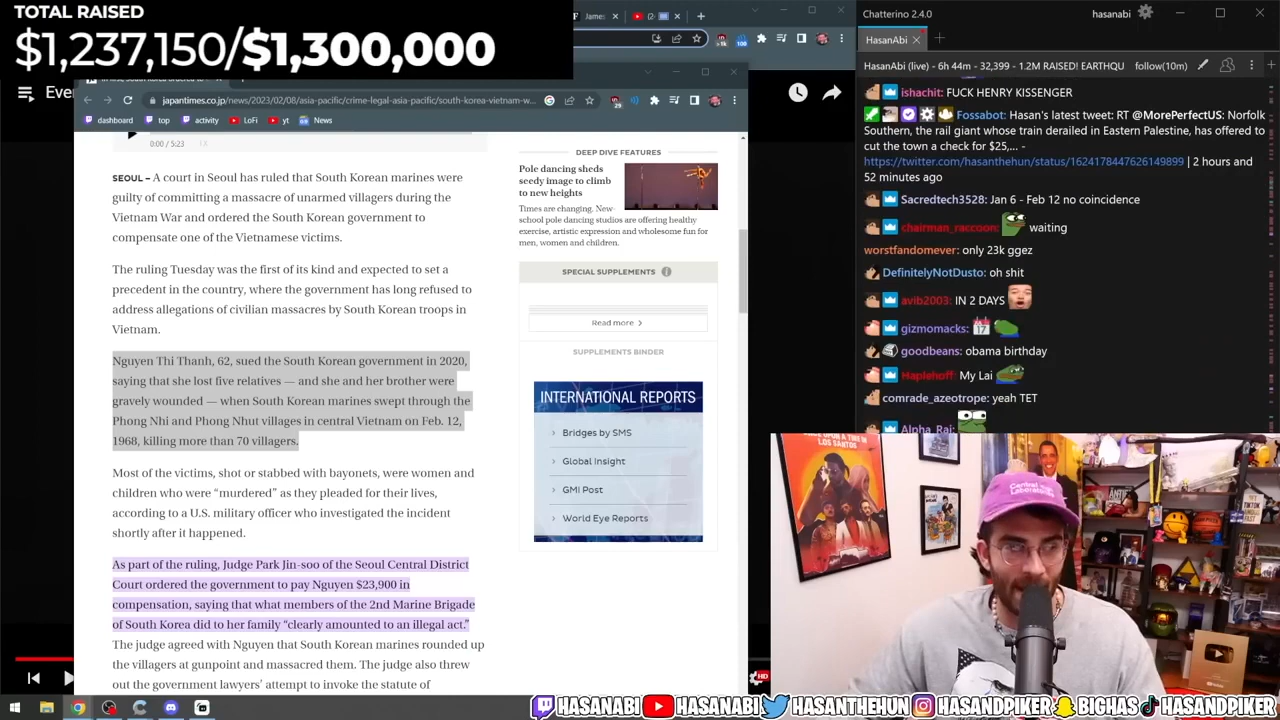 TOTAL RAISED
$1,237,150/$1,300,000
James
Even
japantimes.co.jp/news/2023/02/08/asia-pacific/crime-legal-asia-pacific/south-korea-vietnam-w...
dashboard
top
activity
LoFi
yt
News
0:00 / 5:23
1X
SEOUL – A court in Seoul has ruled that South Korean marines were
guilty of committing a massacre of unarmed villagers during the
Vietnam War and ordered the South Korean government to
compensate one of the Vietnamese victims.
The ruling Tuesday was the first of its kind and expected to set a
precedent in the country, where the government has long refused to
address allegations of civilian massacres by South Korean troops in
Vietnam.
Nguyen Thi Thanh, 62, sued the South Korean government in 2020,
saying that she lost five relatives — and she and her brother were
gravely wounded — when South Korean marines swept through the
Phong Nhi and Phong Nhut villages in central Vietnam on Feb. 12,
1968, killing more than 70 villagers.
Most of the victims, shot or stabbed with bayonets, were women and
children who were “murdered” as they pleaded for their lives,
according to a U.S. military officer who investigated the incident
shortly after it happened.
As part of the ruling, Judge Park Jin-soo of the Seoul Central District
Court ordered the government to pay Nguyen $23,900 in
compensation, saying that what members of the 2nd Marine Brigade
of South Korea did to her family “clearly amounted to an illegal act.”
The judge agreed with Nguyen that South Korean marines rounded up
the villagers at gunpoint and massacred them. The judge also threw
out the government lawyers’ attempt to invoke the statute of
DEEP DIVE FEATURES
Pole dancing sheds
seedy image to climb
to new heights
Times are changing. New-
school pole dancing studios are offering healthy
exercise, artistic expression and wholesome fun for
men, women and children.
SPECIAL SUPPLEMENTS
Read more
SUPPLEMENTS BINDER
INTERNATIONAL REPORTS
Bridges by SMS
Global Insight
GMI Post
World Eye Reports
Chatterino 2.4.0
hasanabi
HasanAbi
HasanAbi (live) - 6h 44m - 32,399 - 1.2M RAISED! EARTHQU
follow(10m)
ishachit: FUCK HENRY KISSENGER
Fossabot: Hasan's latest tweet: RT @MorePerfectUS: Norfolk
Southern, the rail giant whose train derailed in East Palestine, has offered to
cut the town a check for $25,... -
https://twitter.com/hasanthehun/status/1624178447626149899 | 2 hours and
52 minutes ago
Sacredtech3528: Jan 6 - Feb 12 no coincidence
chairman_raccoon: waiting
worstfandomever: only 23k ggez
DefinitelyNotDusto: oh shit
avib2003: IN 2 DAYS
gizmomacks:
goodbeans: obama birthday
Haplehoff: My Lai
comrade_azeotrope: yeah TET
Alpha_Rai:
HD
HASANABI
HASANABI
HASANTHEHUN
HASANDPIKER
BIGHAS
HASANDPIKER